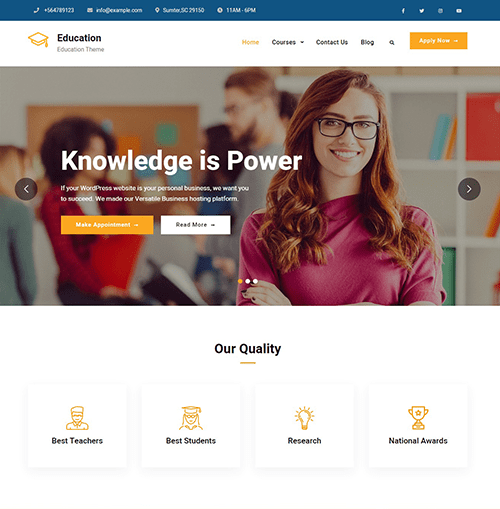 +564789123 info@example.com Sumter,SC 29150 11AM - 6PM
Education
Education Theme
Home Courses Contact Us Blog Apply Now →
Knowledge is Power
If your WordPress website is your personal business, we want you
to succeed. We made our Versatile Business hosting platform.
Make Appointment → Read More →
Our Quality
Best Teachers Best Students Research National Awards